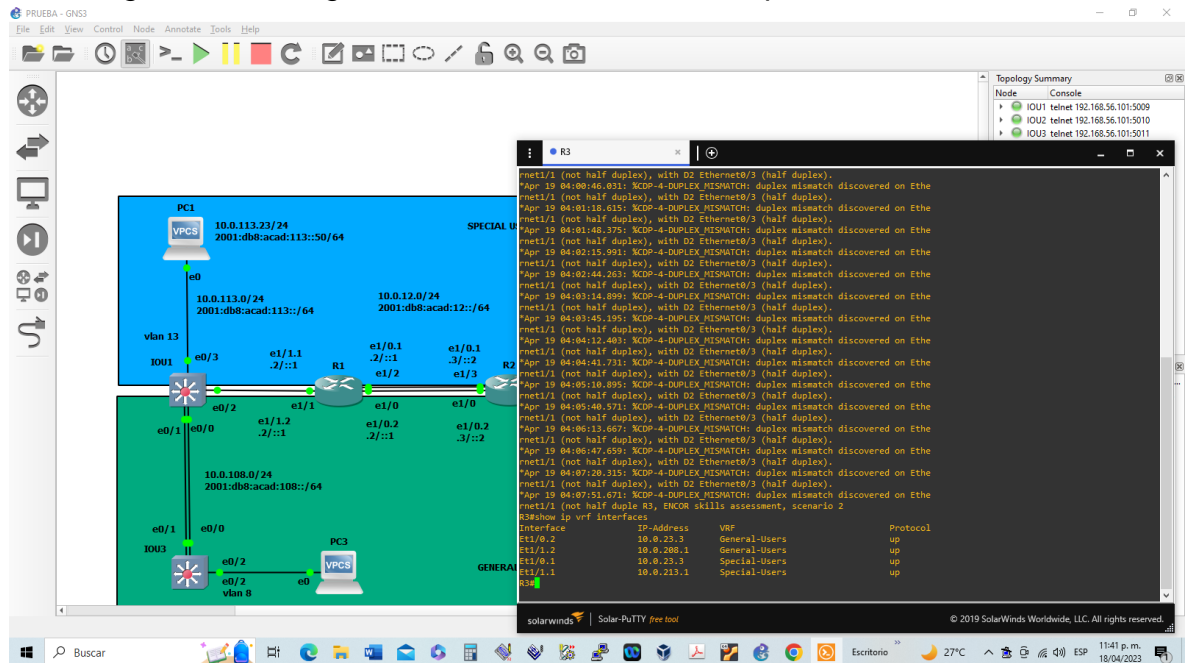 PRUEBA - GNS3
File Edit View Control Node Annotate Tools Help
Topology Summary
Node Console
IOU1 telnet 192.168.56.101:5009
IOU2 telnet 192.168.56.101:5010
IOU3 telnet 192.168.56.101:5011
PC1
VPCS
10.0.113.23/24
2001:db8:acad:113::50/64
SPECIAL U
e0
10.0.113.0/24
2001:db8:acad:113::/64
10.0.12.0/24
2001:db8:acad:12::/64
vlan 13
IOU1
e0/3
e1/1.1
.2/::1
R1
e1/0.1
.2/::1
e1/2
e1/0.1
.3/::2
e1/3
R2
e0/2
e1/1
e1/0
e1/0
e0/1
e0/0
e1/1.2
.2/::1
e1/0.2
.2/::1
e1/0.2
.3/::2
10.0.108.0/24
2001:db8:acad:108::/64
e0/1
e0/0
IOU3
PC3
VPCS
e0/2
e0/2
e0
vlan 8
GENERAL
R3
rnet1/1 (not half duplex), with D2 Ethernet0/3 (half duplex).
*Apr 19 04:00:46.031: %CDP-4-DUPLEX_MISMATCH: duplex mismatch discovered on Ethe
rnet1/1 (not half duplex), with D2 Ethernet0/3 (half duplex).
*Apr 19 04:01:18.615: %CDP-4-DUPLEX_MISMATCH: duplex mismatch discovered on Ethe
rnet1/1 (not half duplex), with D2 Ethernet0/3 (half duplex).
*Apr 19 04:01:48.375: %CDP-4-DUPLEX_MISMATCH: duplex mismatch discovered on Ethe
rnet1/1 (not half duplex), with D2 Ethernet0/3 (half duplex).
*Apr 19 04:02:15.991: %CDP-4-DUPLEX_MISMATCH: duplex mismatch discovered on Ethe
rnet1/1 (not half duplex), with D2 Ethernet0/3 (half duplex).
*Apr 19 04:02:44.263: %CDP-4-DUPLEX_MISMATCH: duplex mismatch discovered on Ethe
rnet1/1 (not half duplex), with D2 Ethernet0/3 (half duplex).
*Apr 19 04:03:14.899: %CDP-4-DUPLEX_MISMATCH: duplex mismatch discovered on Ethe
rnet1/1 (not half duplex), with D2 Ethernet0/3 (half duplex).
*Apr 19 04:03:45.195: %CDP-4-DUPLEX_MISMATCH: duplex mismatch discovered on Ethe
rnet1/1 (not half duplex), with D2 Ethernet0/3 (half duplex).
*Apr 19 04:04:12.403: %CDP-4-DUPLEX_MISMATCH: duplex mismatch discovered on Ethe
rnet1/1 (not half duplex), with D2 Ethernet0/3 (half duplex).
*Apr 19 04:04:41.731: %CDP-4-DUPLEX_MISMATCH: duplex mismatch discovered on Ethe
rnet1/1 (not half duplex), with D2 Ethernet0/3 (half duplex).
*Apr 19 04:05:10.895: %CDP-4-DUPLEX_MISMATCH: duplex mismatch discovered on Ethe
rnet1/1 (not half duplex), with D2 Ethernet0/3 (half duplex).
*Apr 19 04:05:40.571: %CDP-4-DUPLEX_MISMATCH: duplex mismatch discovered on Ethe
rnet1/1 (not half duplex), with D2 Ethernet0/3 (half duplex).
*Apr 19 04:06:13.667: %CDP-4-DUPLEX_MISMATCH: duplex mismatch discovered on Ethe
rnet1/1 (not half duplex), with D2 Ethernet0/3 (half duplex).
*Apr 19 04:06:47.659: %CDP-4-DUPLEX_MISMATCH: duplex mismatch discovered on Ethe
rnet1/1 (not half duplex), with D2 Ethernet0/3 (half duplex).
*Apr 19 04:07:20.315: %CDP-4-DUPLEX_MISMATCH: duplex mismatch discovered on Ethe
rnet1/1 (not half duplex), with D2 Ethernet0/3 (half duplex).
*Apr 19 04:07:51.671: %CDP-4-DUPLEX_MISMATCH: duplex mismatch discovered on Ethe
rnet1/1 (not half duple R3, ENCOR skills assessment, scenario 2
R3#show ip vrf interfaces
Interface IP-Address VRF Protocol
Et1/0.2 10.0.23.3 General-Users up
Et1/1.2 10.0.208.1 General-Users up
Et1/0.1 10.0.23.3 Special-Users up
Et1/1.1 10.0.213.1 Special-Users up
R3#
solarwinds Solar-PuTTY free tool
© 2019 SolarWinds Worldwide, LLC. All rights reserved.
Buscar
Escritorio
27°C
ESP
11:41 p. m.
18/04/2023